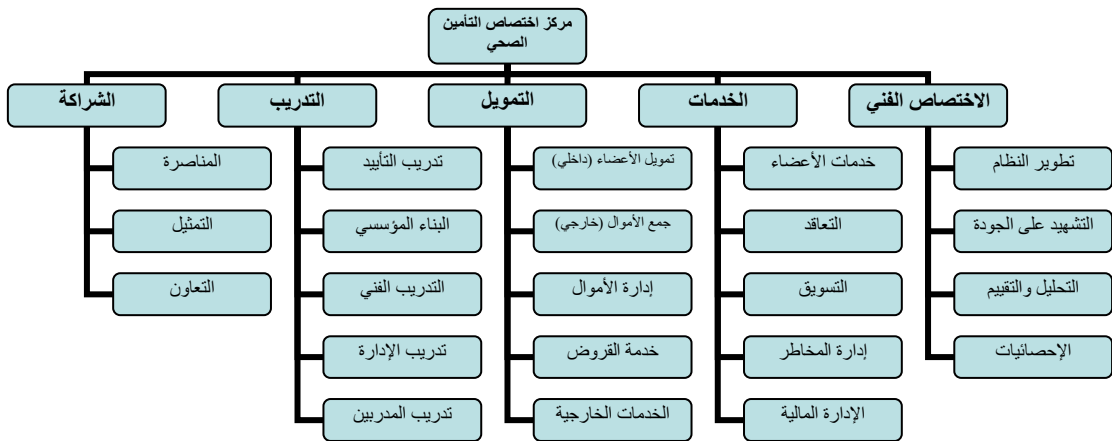 مركز اختصاص التأمين
الصحي
الاختصاص الفني
تطوير النظام
التشهيد على الجودة
التحليل والتقييم
الإحصائيات
الخدمات
خدمات الأعضاء
التعاقد
التسويق
إدارة المخاطر
الإدارة المالية
التمويل
تمويل الأعضاء (داخلي)
جمع الأموال (خارجي)
إدارة الأموال
خدمة القروض
الخدمات الخارجية
التدريب
تدريب التأييد
البناء المؤسسي
التدريب الفني
تدريب الإدارة
تدريب المدربين
الشراكة
المناصرة
التمثيل
التعاون